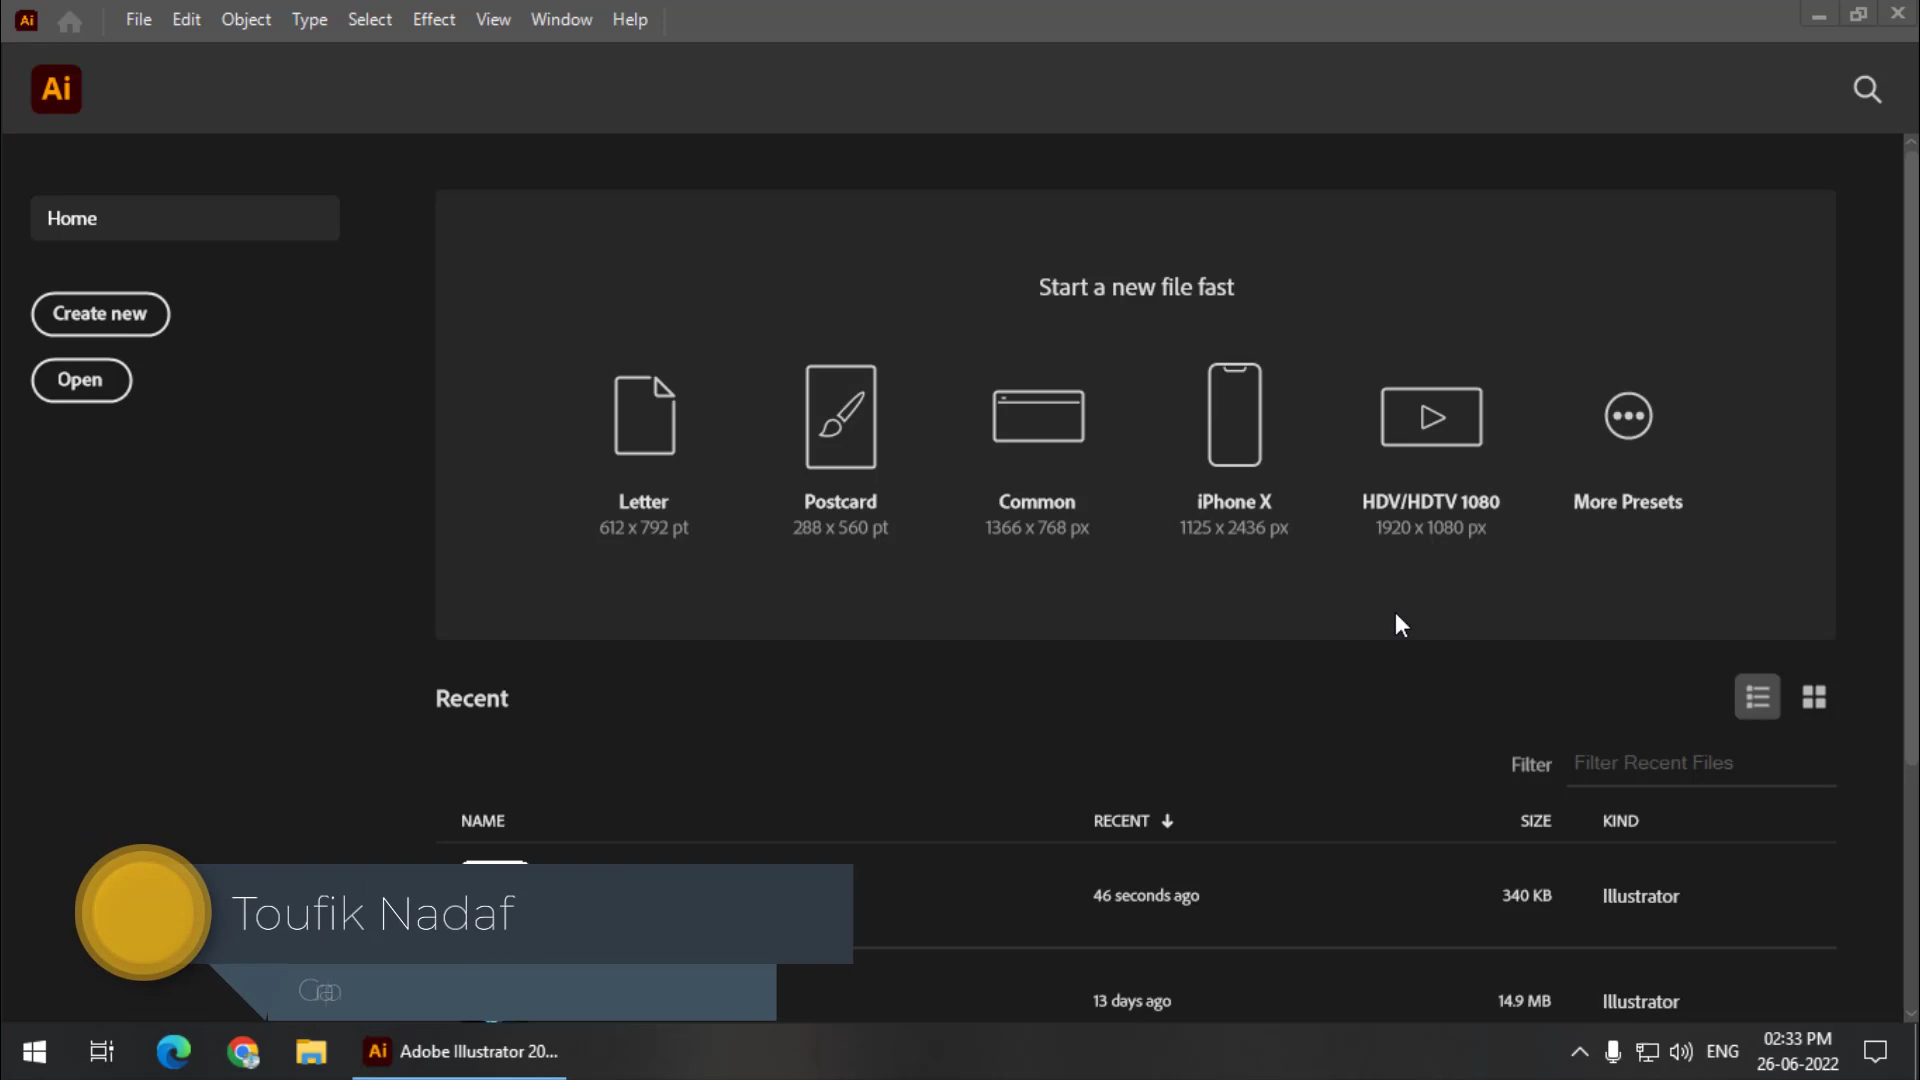 Ai File Edit Object Type Select Effect View Window Help
Ai
Home
Create new
Open
Start a new file fast
Letter Postcard Common iPhone X HDV/HDTV 1080 More Presets
612 x 792 pt 288 x 560 pt 1366 x 768 px 1125 x 2436 px 1920 x 1080 px
Recent
Filter Filter Recent Files
NAME RECENT SIZE KIND
46 seconds ago 340 KB Illustrator
Toufik Nadaf
13 days ago 14.9 MB Illustrator
Ai Adobe Illustrator 20... ENG 02:33 PM
26-06-2022